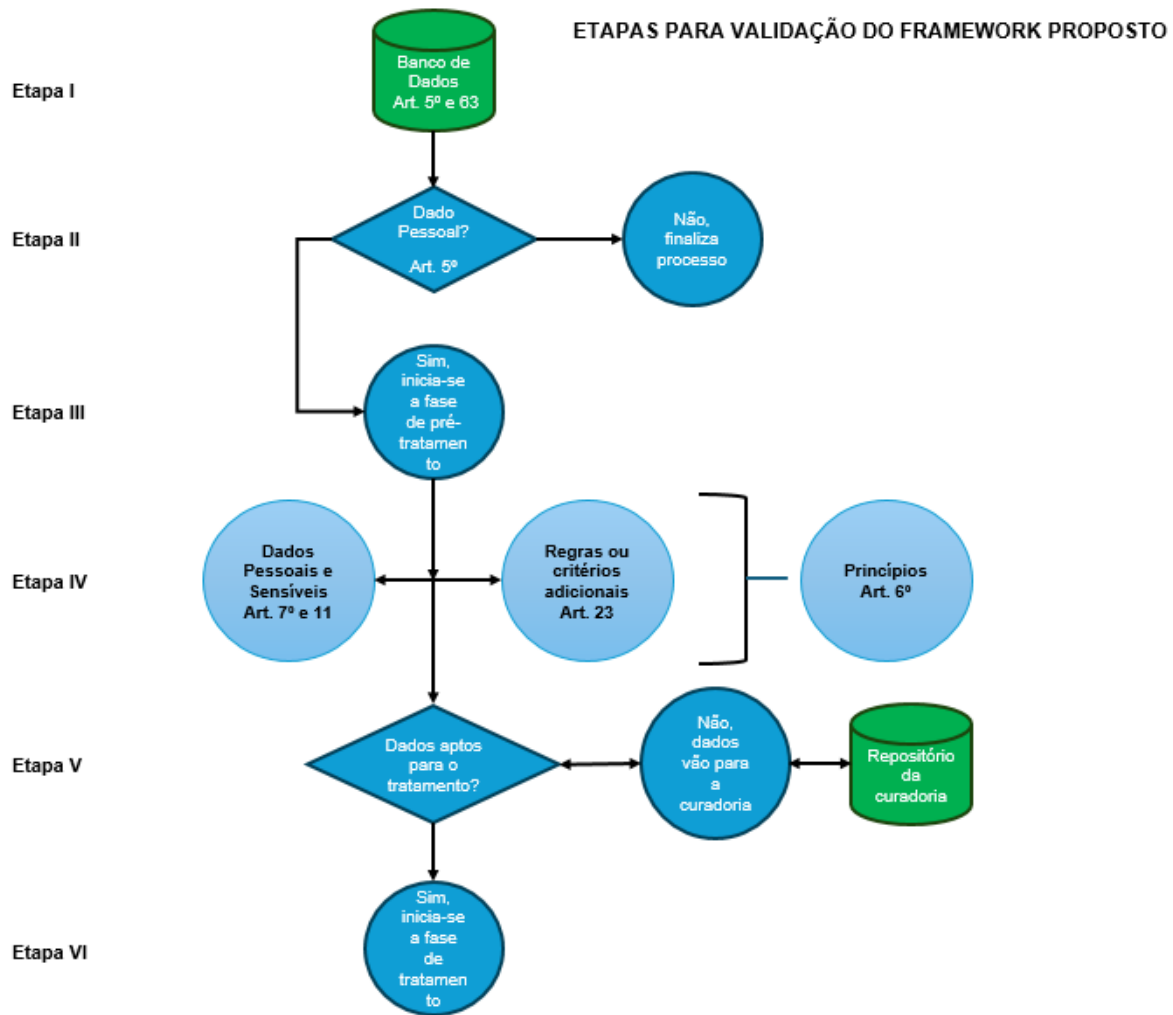 ETAPAS PARA VALIDAÇÃO DO FRAMEWORK PROPOSTO
Etapa I
Banco de
Dados
Art. 5º e 63
Etapa II
Dado
Pessoal?
Art. 5º
Não,
finaliza
processo
Etapa III
Sim,
inicia-se
a fase
de pré-
tratamen
to
Etapa IV
Dados
Pessoais e
Sensíveis
Art. 7º e 11
Regras ou
critérios
adicionais
Art. 23
Princípios
Art. 6º
Etapa V
Dados aptos
para o
tratamento?
Não,
dados
vão para
a
curadoria
Repositório
da
curadoria
Etapa VI
Sim,
inicia-se
a fase
de
tratamen
to